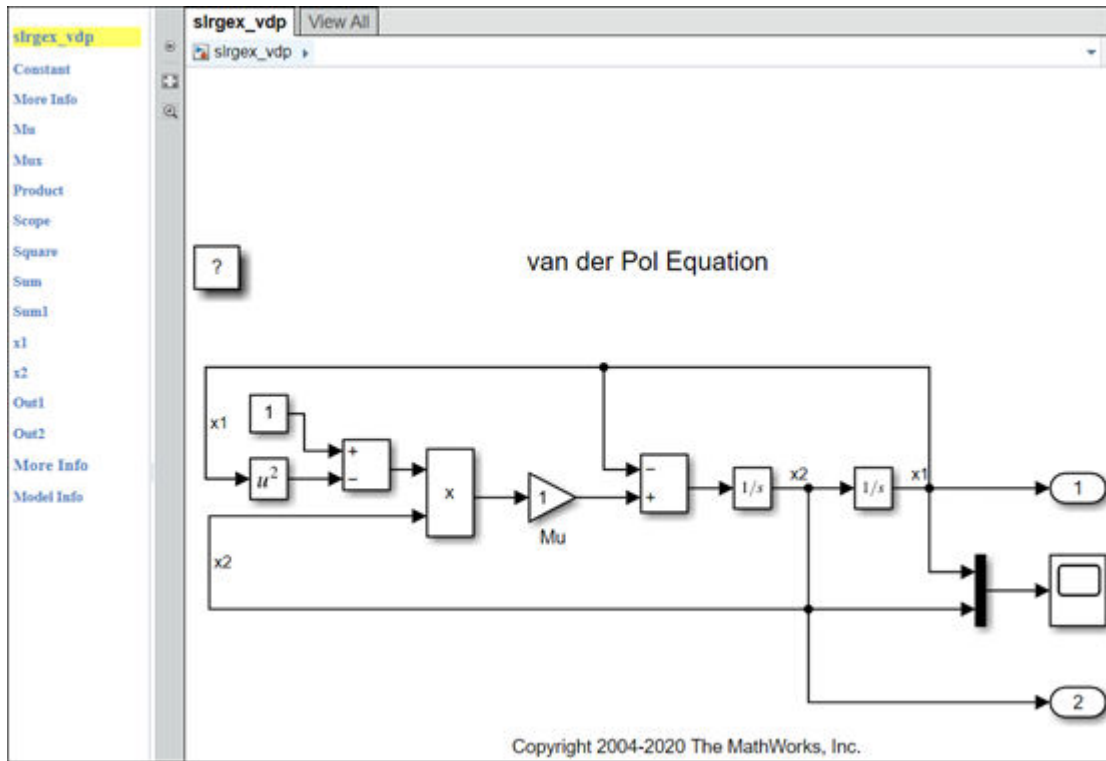 slrgex_vdp
Constant
More Info
Mu
Mux
Product
Scope
Square
Sum
Sum1
x1
x2
Out1
Out2
More Info
Model Info
slrgex_vdp View All
slrgex_vdp
?
van der Pol Equation
x1
1
+
−
u²
x
x2
1
Mu
−
+
1/s
x2
1/s
x1
1
2
Copyright 2004-2020 The MathWorks, Inc.